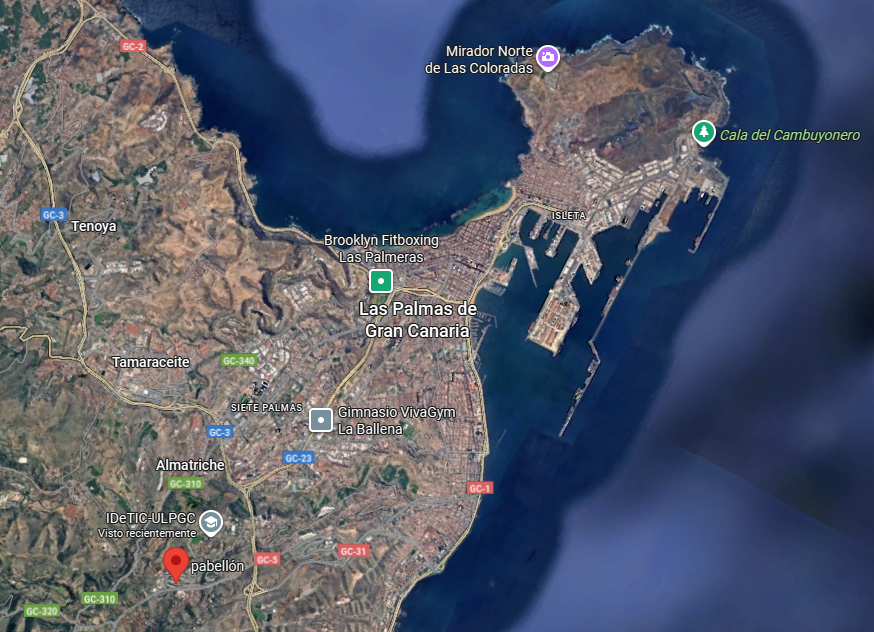 GC-2
Mirador Norte
de Las Coloradas
Cala del Cambuyonero
GC-3
Tenoya
ISLETA
Brooklyn Fitboxing
Las Palmeras
Las Palmas de
Gran Canaria
Tamaraceite
GC-340
SIETE PALMAS
Gimnasio VivaGym
La Ballena
GC-3
GC-23
Almatriche
GC-310
GC-1
IDeTIC-ULPGC
Visto recientemente
GC-31
GC-5
pabellón
GC-310
GC-320